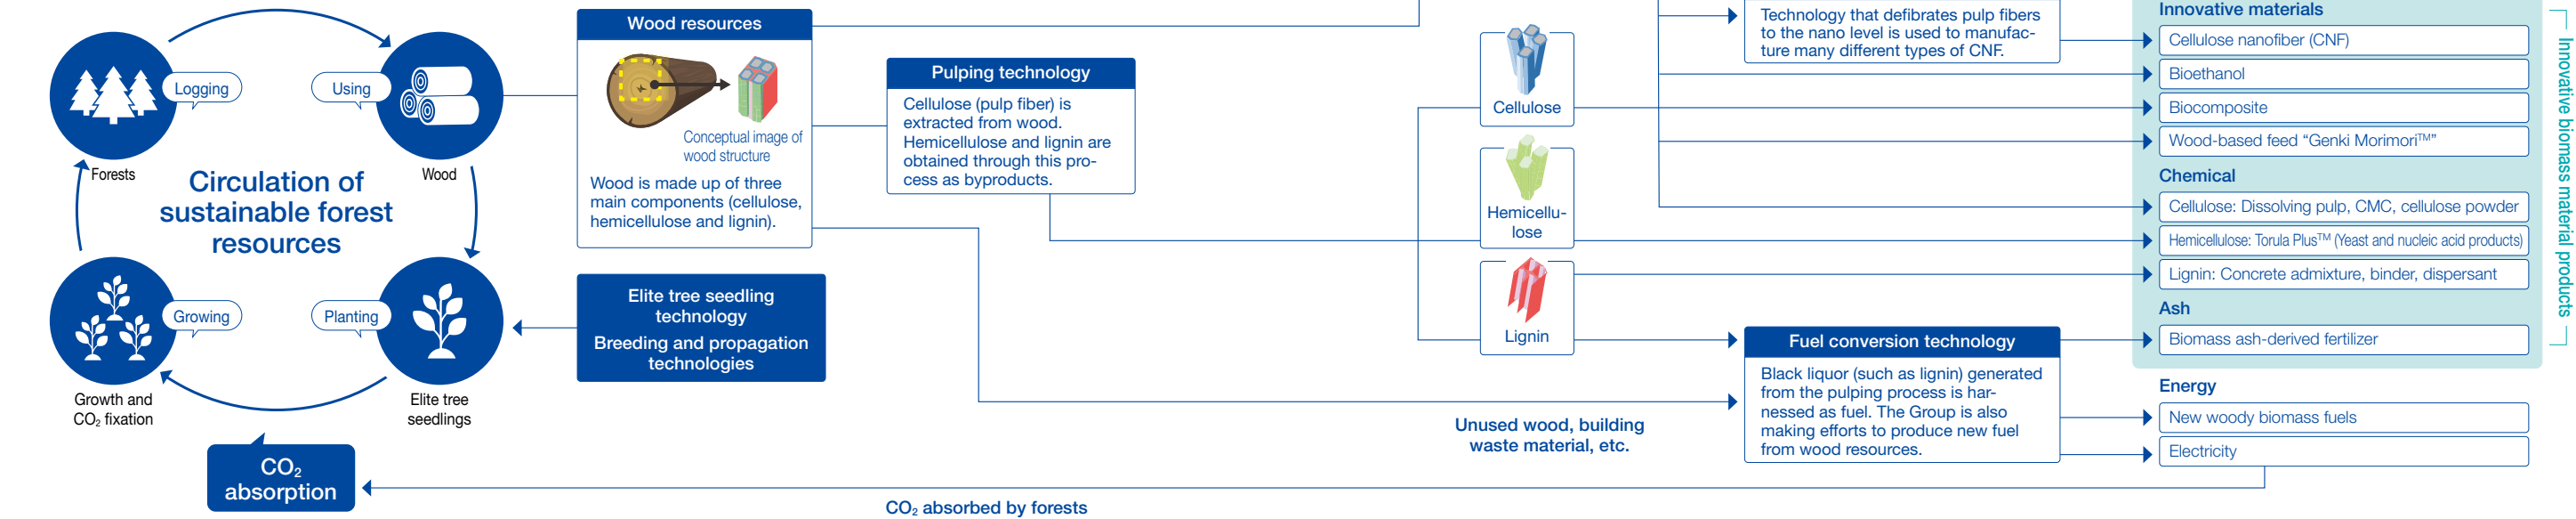 Logging
Using
Forests
Wood
Circulation of
sustainable forest
resources
Growing
Planting
Growth and
CO₂ fixation
Elite tree
seedlings
CO₂
absorption
Wood resources
Conceptual image of
wood structure
Wood is made up of three
main components (cellulose,
hemicellulose and lignin).
Elite tree seedling
technology
Breeding and propagation
technologies
Pulping technology
Cellulose (pulp fiber) is
extracted from wood.
Hemicellulose and lignin are
obtained through this pro-
cess as byproducts.
Cellulose
Hemicellu-
lose
Lignin
Technology that defibrates pulp fibers
to the nano level is used to manufac-
ture many different types of CNF.
Fuel conversion technology
Black liquor (such as lignin) generated
from the pulping process is har-
nessed as fuel. The Group is also
making efforts to produce new fuel
from wood resources.
Unused wood, building
waste material, etc.
CO₂ absorbed by forests
Innovative materials
Cellulose nanofiber (CNF)
Bioethanol
Biocomposite
Wood-based feed “Genki Morimori™”
Chemical
Cellulose: Dissolving pulp, CMC, cellulose powder
Hemicellulose: Torula Plus™ (Yeast and nucleic acid products)
Lignin: Concrete admixture, binder, dispersant
Ash
Biomass ash-derived fertilizer
Energy
New woody biomass fuels
Electricity
Innovative biomass material products